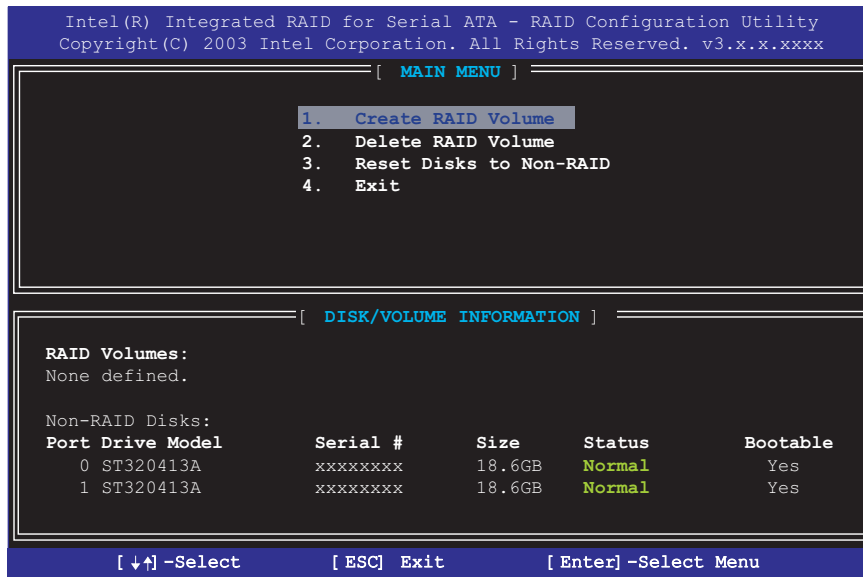 Intel(R) Integrated RAID for Serial ATA - RAID Configuration Utility
Copyright(C) 2003 Intel Corporation. All Rights Reserved. v3.x.x.xxxx
[ MAIN MENU ]
1. Create RAID Volume
2. Delete RAID Volume
3. Reset Disks to Non-RAID
4. Exit
[ DISK/VOLUME INFORMATION ]
RAID Volumes:
None defined.
Non-RAID Disks:
Port Drive Model Serial # Size Status Bootable
0 ST320413A xxxxxxxx 18.6GB Normal Yes
1 ST320413A xxxxxxxx 18.6GB Normal Yes
[↓↑]-Select [ESC] Exit [Enter]-Select Menu